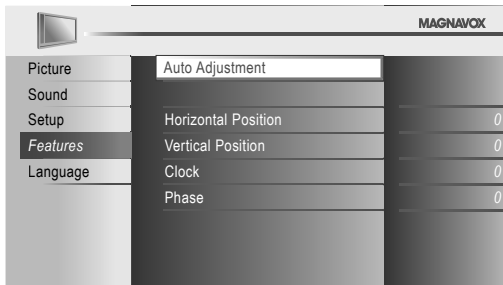 MAGNAVOX
Picture
Sound
Setup
Features
Language
Auto Adjustment
Horizontal Position 0
Vertical Position 0
Clock 0
Phase 0